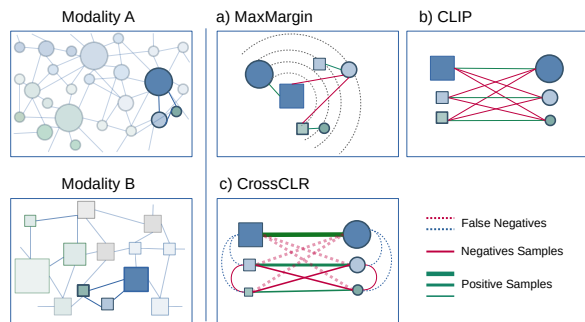 Modality A
a) MaxMargin
b) CLIP
Modality B
c) CrossCLR
False Negatives
Negatives Samples
Positive Samples